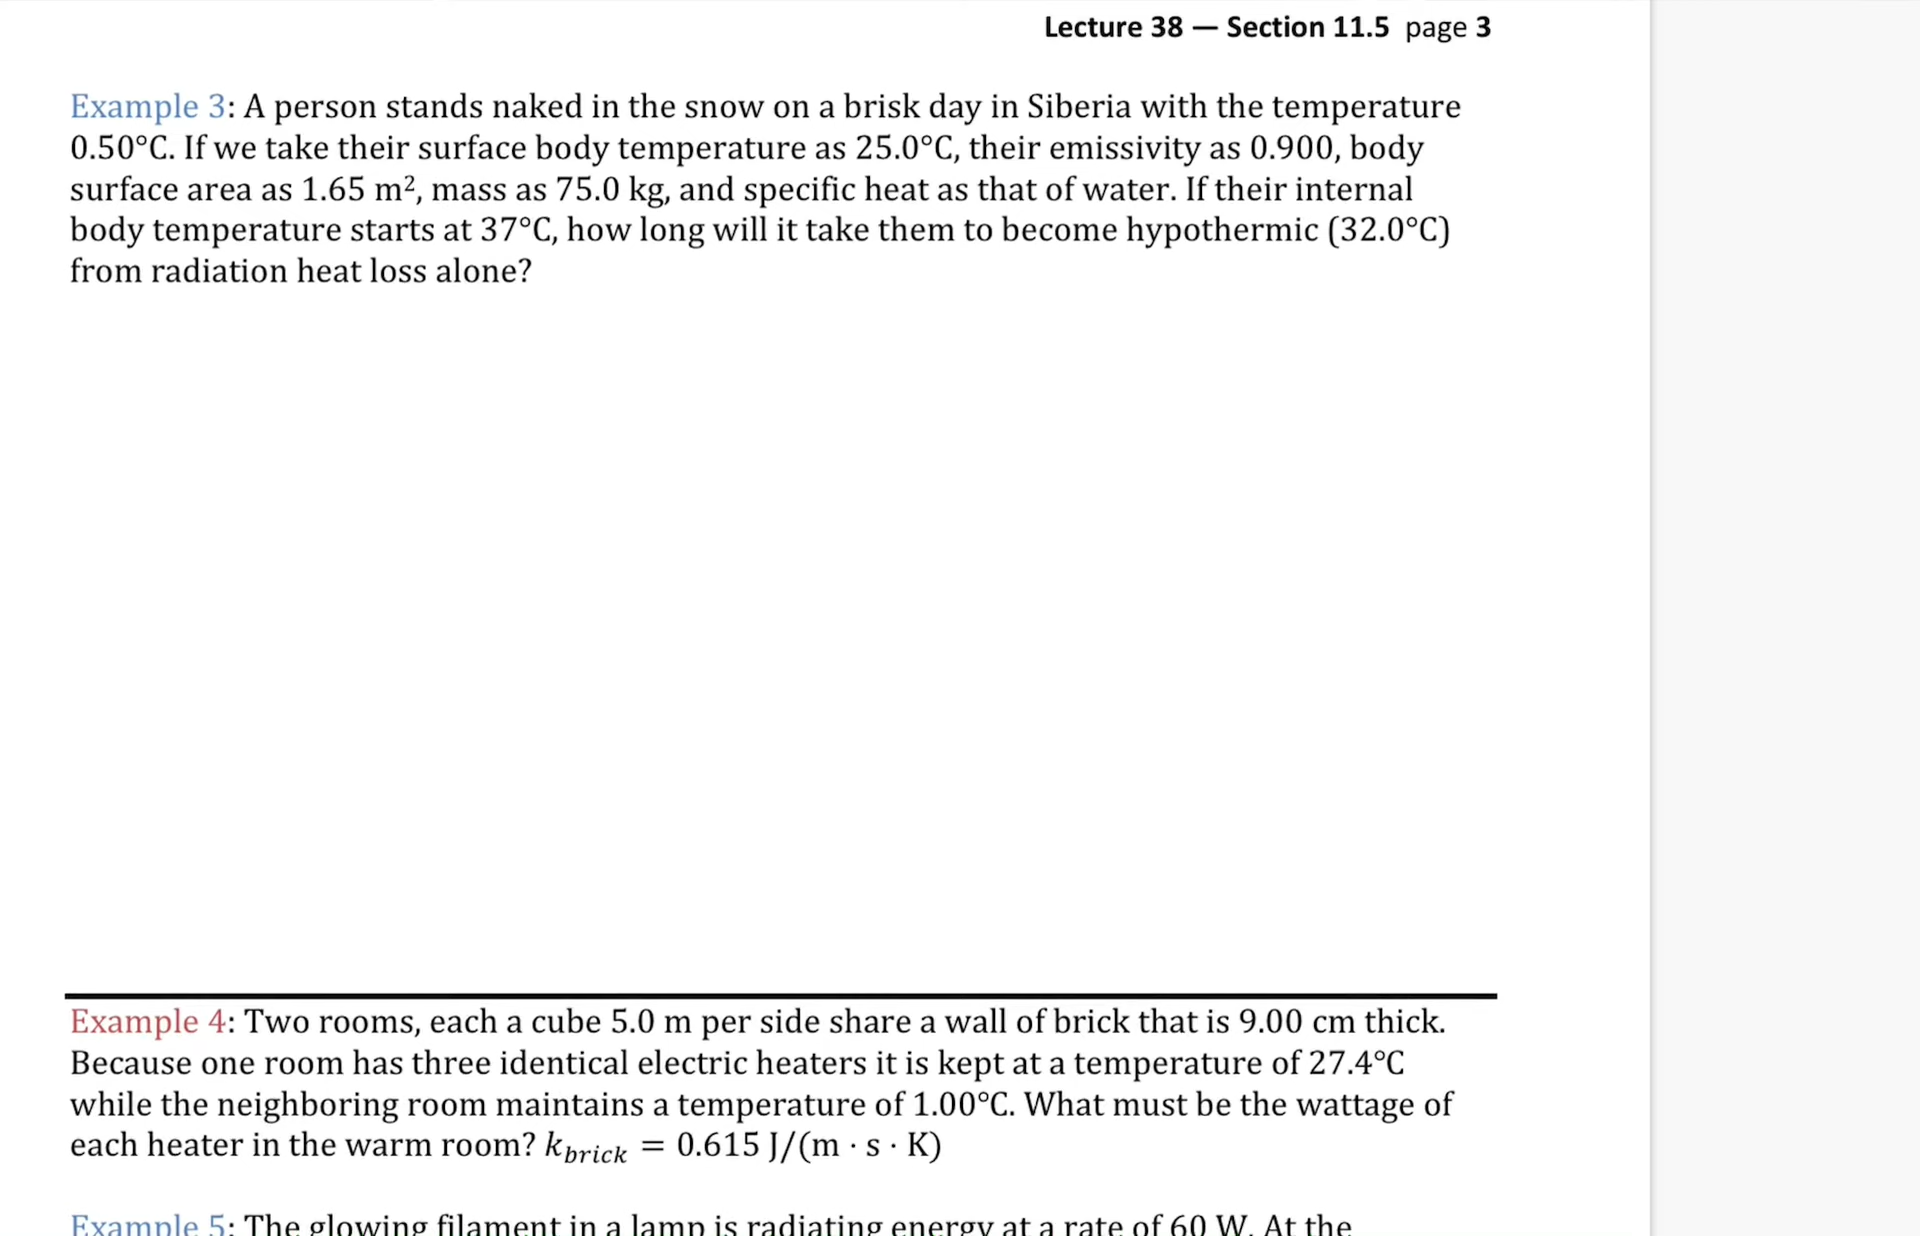 Lecture 38 — Section 11.5 page 3
Example 3: A person stands naked in the snow on a brisk day in Siberia with the temperature
0.50°C. If we take their surface body temperature as 25.0°C, their emissivity as 0.900, body
surface area as 1.65 m², mass as 75.0 kg, and specific heat as that of water. If their internal
body temperature starts at 37°C, how long will it take them to become hypothermic (32.0°C)
from radiation heat loss alone?
Example 4: Two rooms, each a cube 5.0 m per side share a wall of brick that is 9.00 cm thick.
Because one room has three identical electric heaters it is kept at a temperature of 27.4°C
while the neighboring room maintains a temperature of 1.00°C. What must be the wattage of
each heater in the warm room? k_brick = 0.615 J/(m · s · K)
Example 5: The glowing filament in a lamp is radiating energy at a rate of 60 W. At the